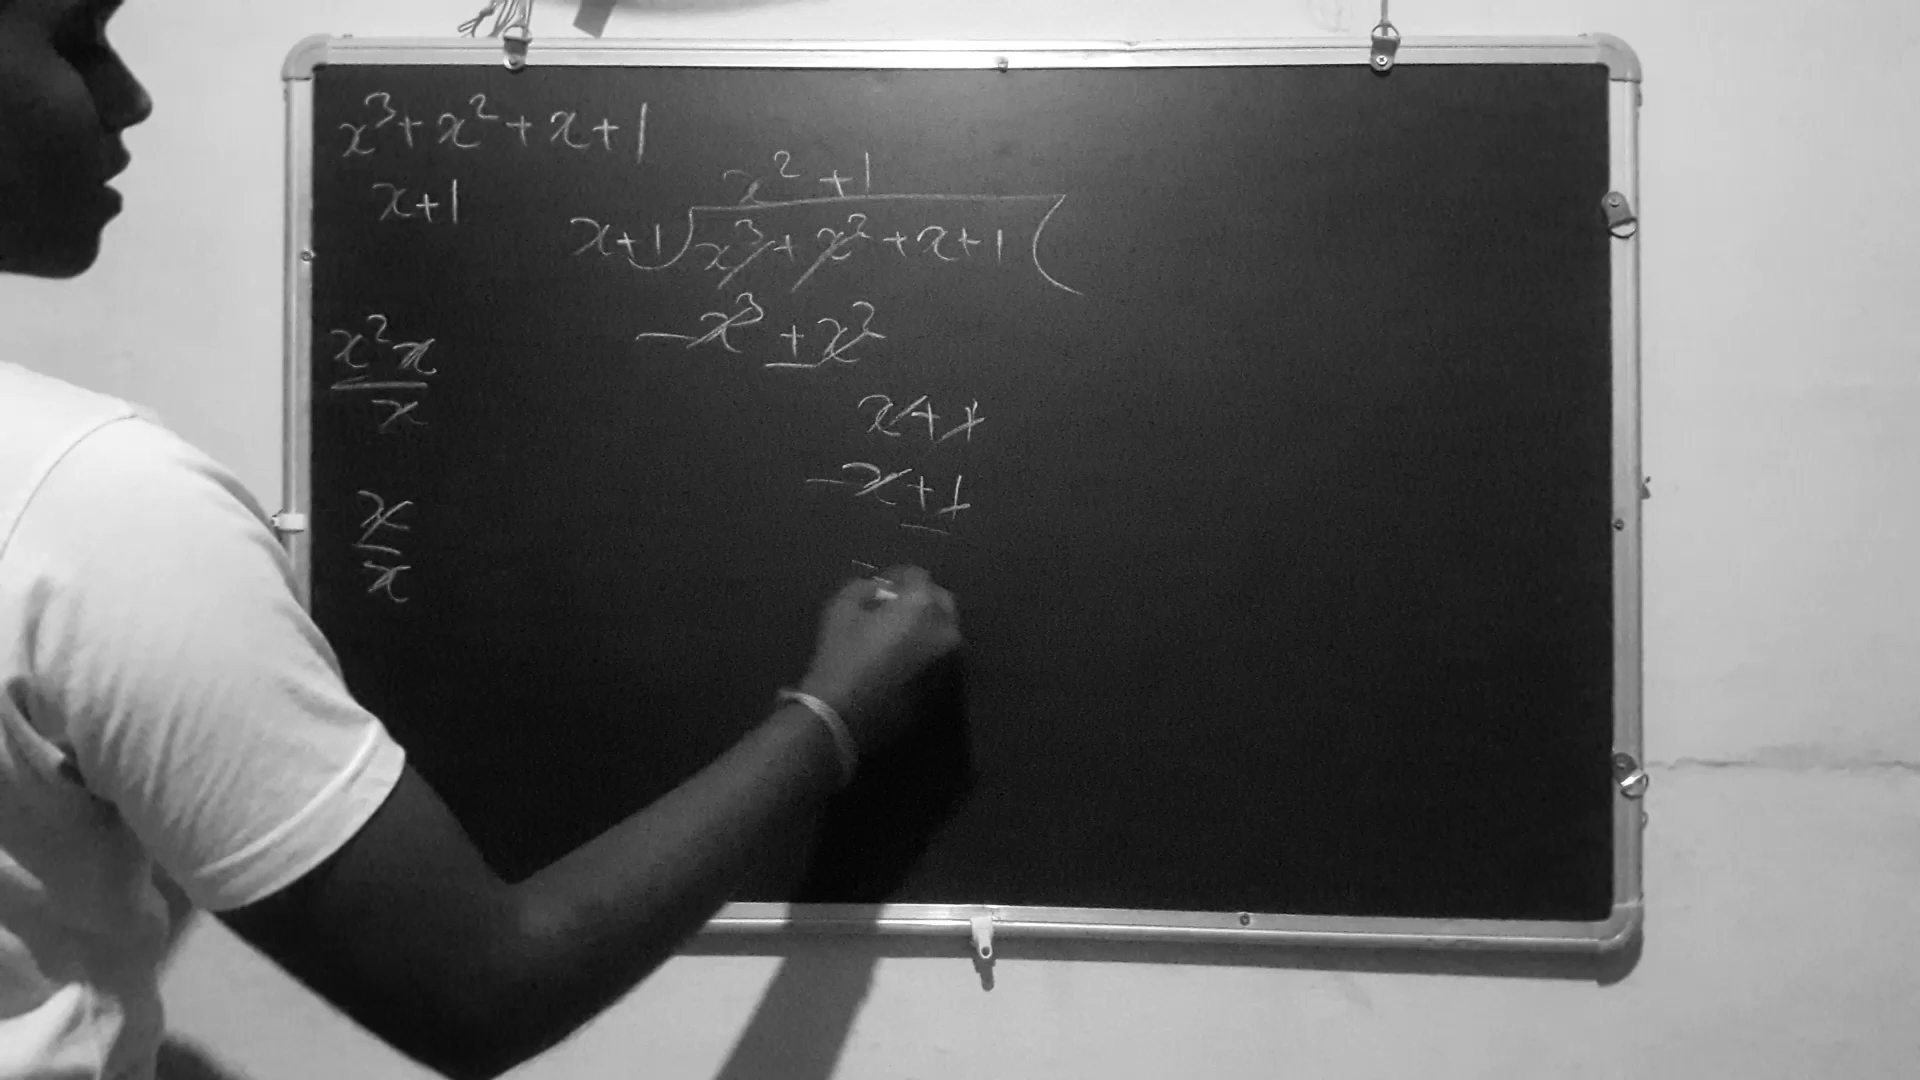 x³+x²+x+1
x+1
x²+1
x+1)x³+x²+x+1(
-x³+x²
x²x
x
x+1
-x+1
x
x